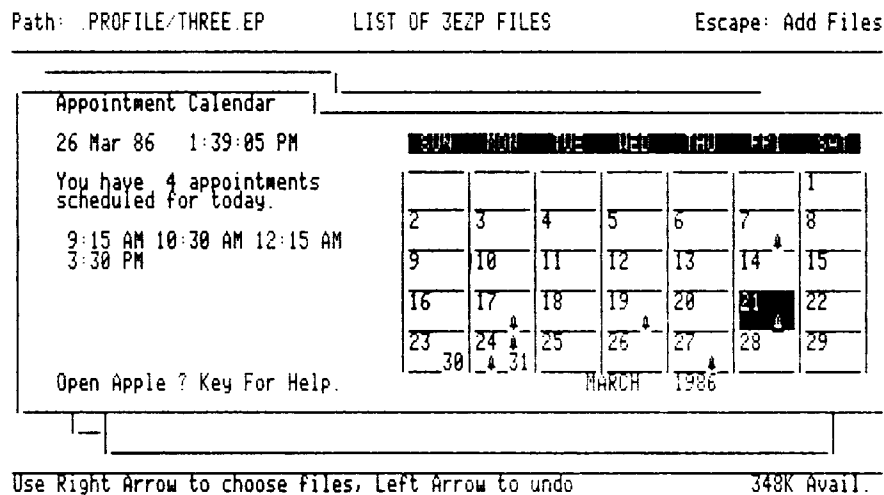 Path: .PROFILE/THREE.EP LIST OF 3EZP FILES Escape: Add Files
Appointment Calendar
26 Mar 86 1:39:05 PM
SUN MON TUE WED THU FRI SAT
You have 4 appointments
scheduled for today.
9:15 AM 10:30 AM 12:15 AM
3:30 PM
1
2 3 4 5 6 7 8
9 10 11 12 13 14 15
16 17 18 19 20 21 22
23 24 25 26 27 28 29
30 31
Open Apple ? Key For Help.
MARCH 1986
Use Right Arrow to choose files, Left Arrow to undo 348K Avail.